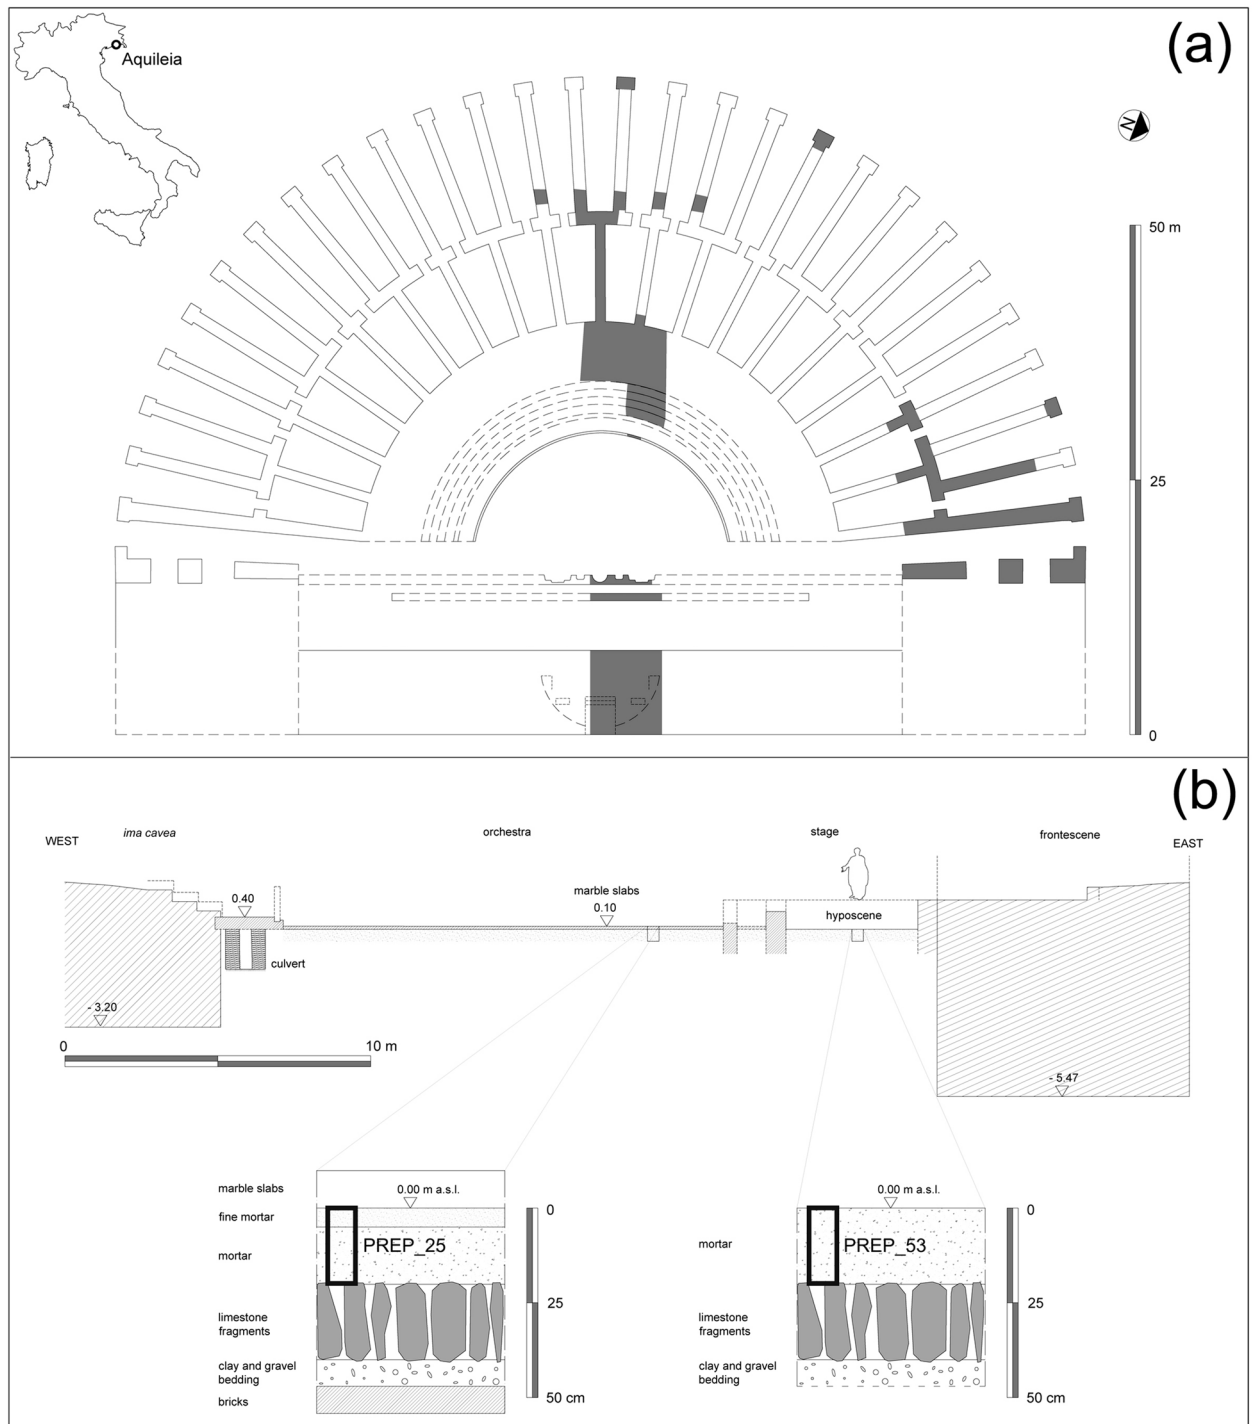 (a)
Aquileia
N
50 m
25
0
(b)
WEST
ima cavea
orchestra
stage
frontescene
EAST
marble slabs
0.40
0.10
hyposcene
culvert
- 3.20
0
10 m
- 5.47
marble slabs
0.00 m a.s.l.
fine mortar
mortar
PREP_25
limestone
fragments
clay and gravel
bedding
bricks
0
25
50 cm
0.00 m a.s.l.
mortar
PREP_53
limestone
fragments
clay and gravel
bedding
0
25
50 cm